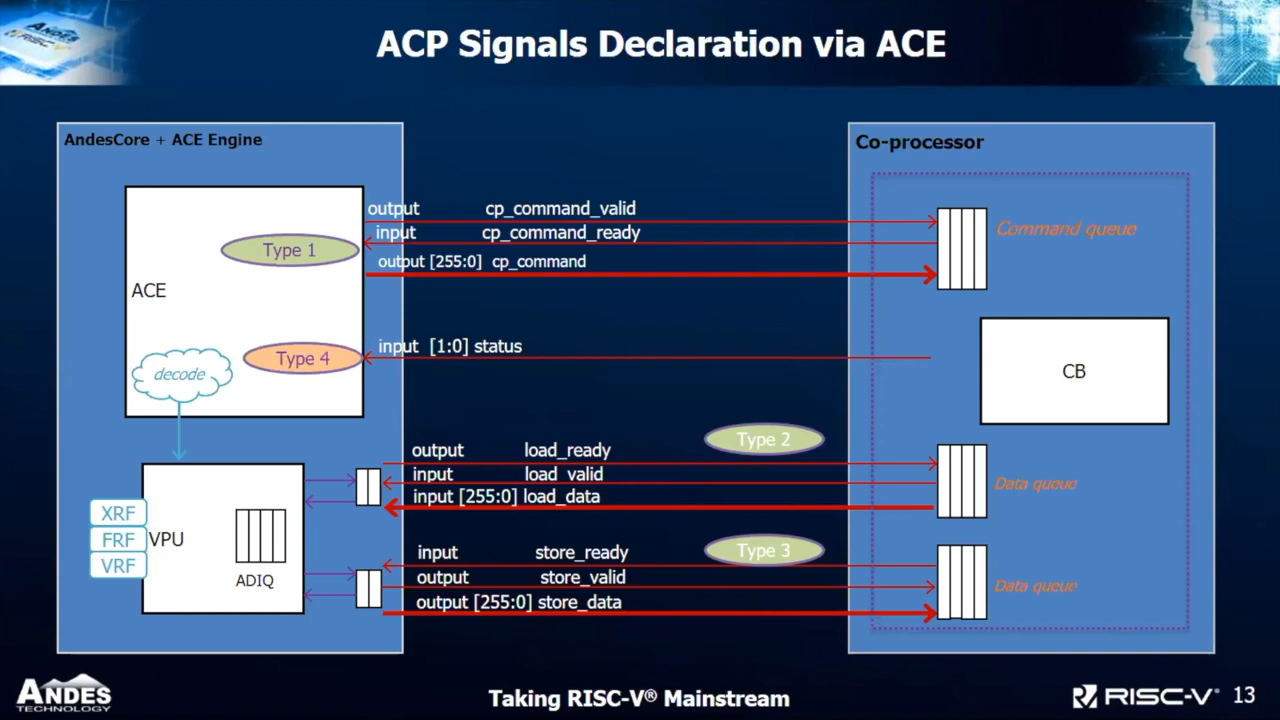 ANDES
RISC-V
ACP Signals Declaration via ACE
AndesCore + ACE Engine
Co-processor
output cp_command_valid
input cp_command_ready
Command queue
Type 1
output [255:0] cp_command
ACE
input [1:0] status
Type 4
decode
CB
Type 2
output load_ready
input load_valid
Data queue
input [255:0] load_data
XRF
FRF
VRF
VPU
ADIQ
Type 3
input store_ready
output store_valid
Data queue
output [255:0] store_data
ANDES
TECHNOLOGY
Taking RISC-V® Mainstream
RISC-V® 13